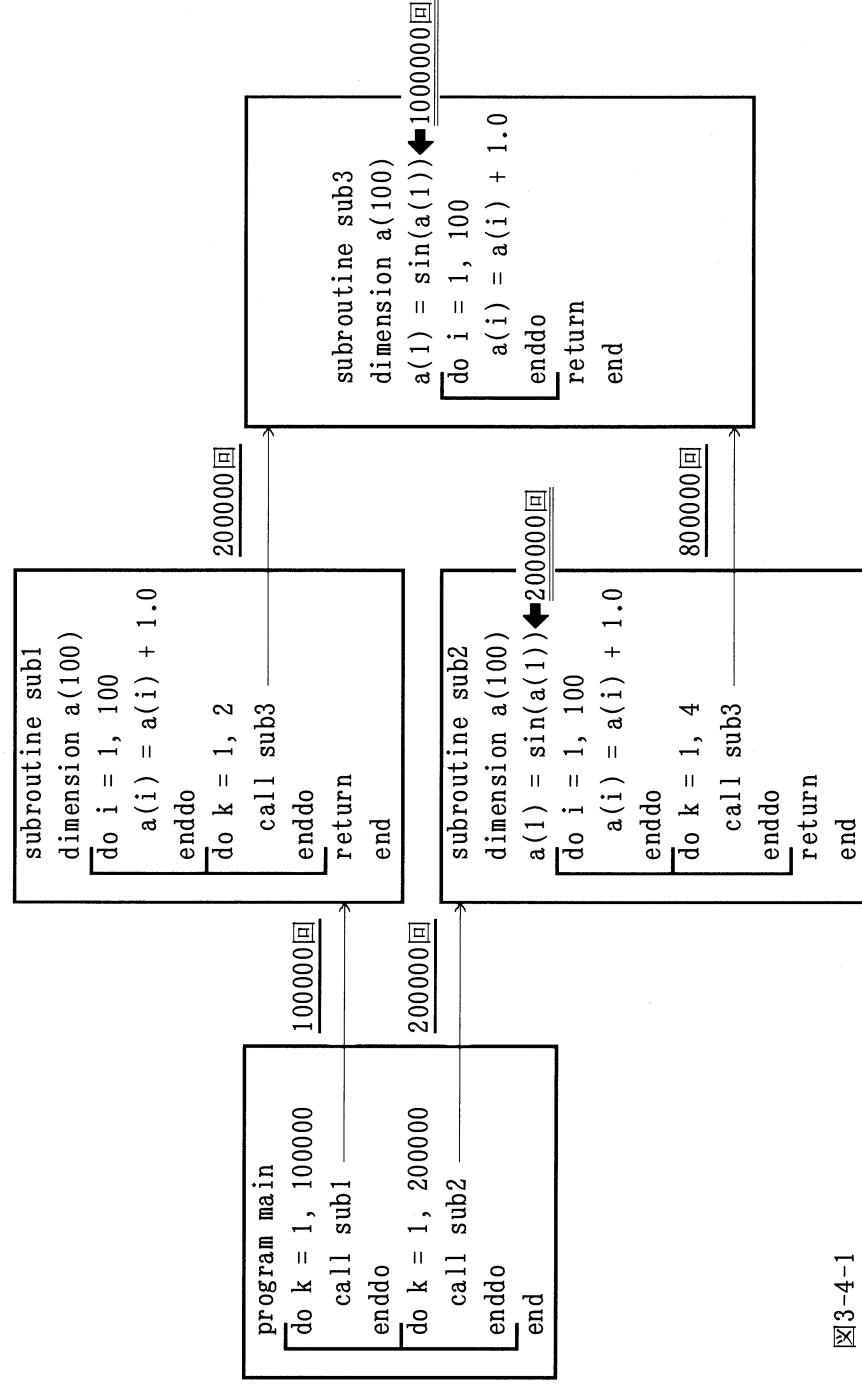 program main
do k = 1, 100000
call sub1
enddo
do k = 1, 200000
call sub2
enddo
end
100000回
200000回
subroutine sub1
dimension a(100)
do i = 1, 100
a(i) = a(i) + 1.0
enddo
do k = 1, 2
call sub3
enddo
return
end
subroutine sub2
dimension a(100)
a(1) = sin(a(1))
200000回
do i = 1, 100
a(i) = a(i) + 1.0
enddo
do k = 1, 4
call sub3
enddo
return
end
200000回
800000回
subroutine sub3
dimension a(100)
a(1) = sin(a(1))
1000000回
do i = 1, 100
a(i) = a(i) + 1.0
enddo
return
end
図3-4-1